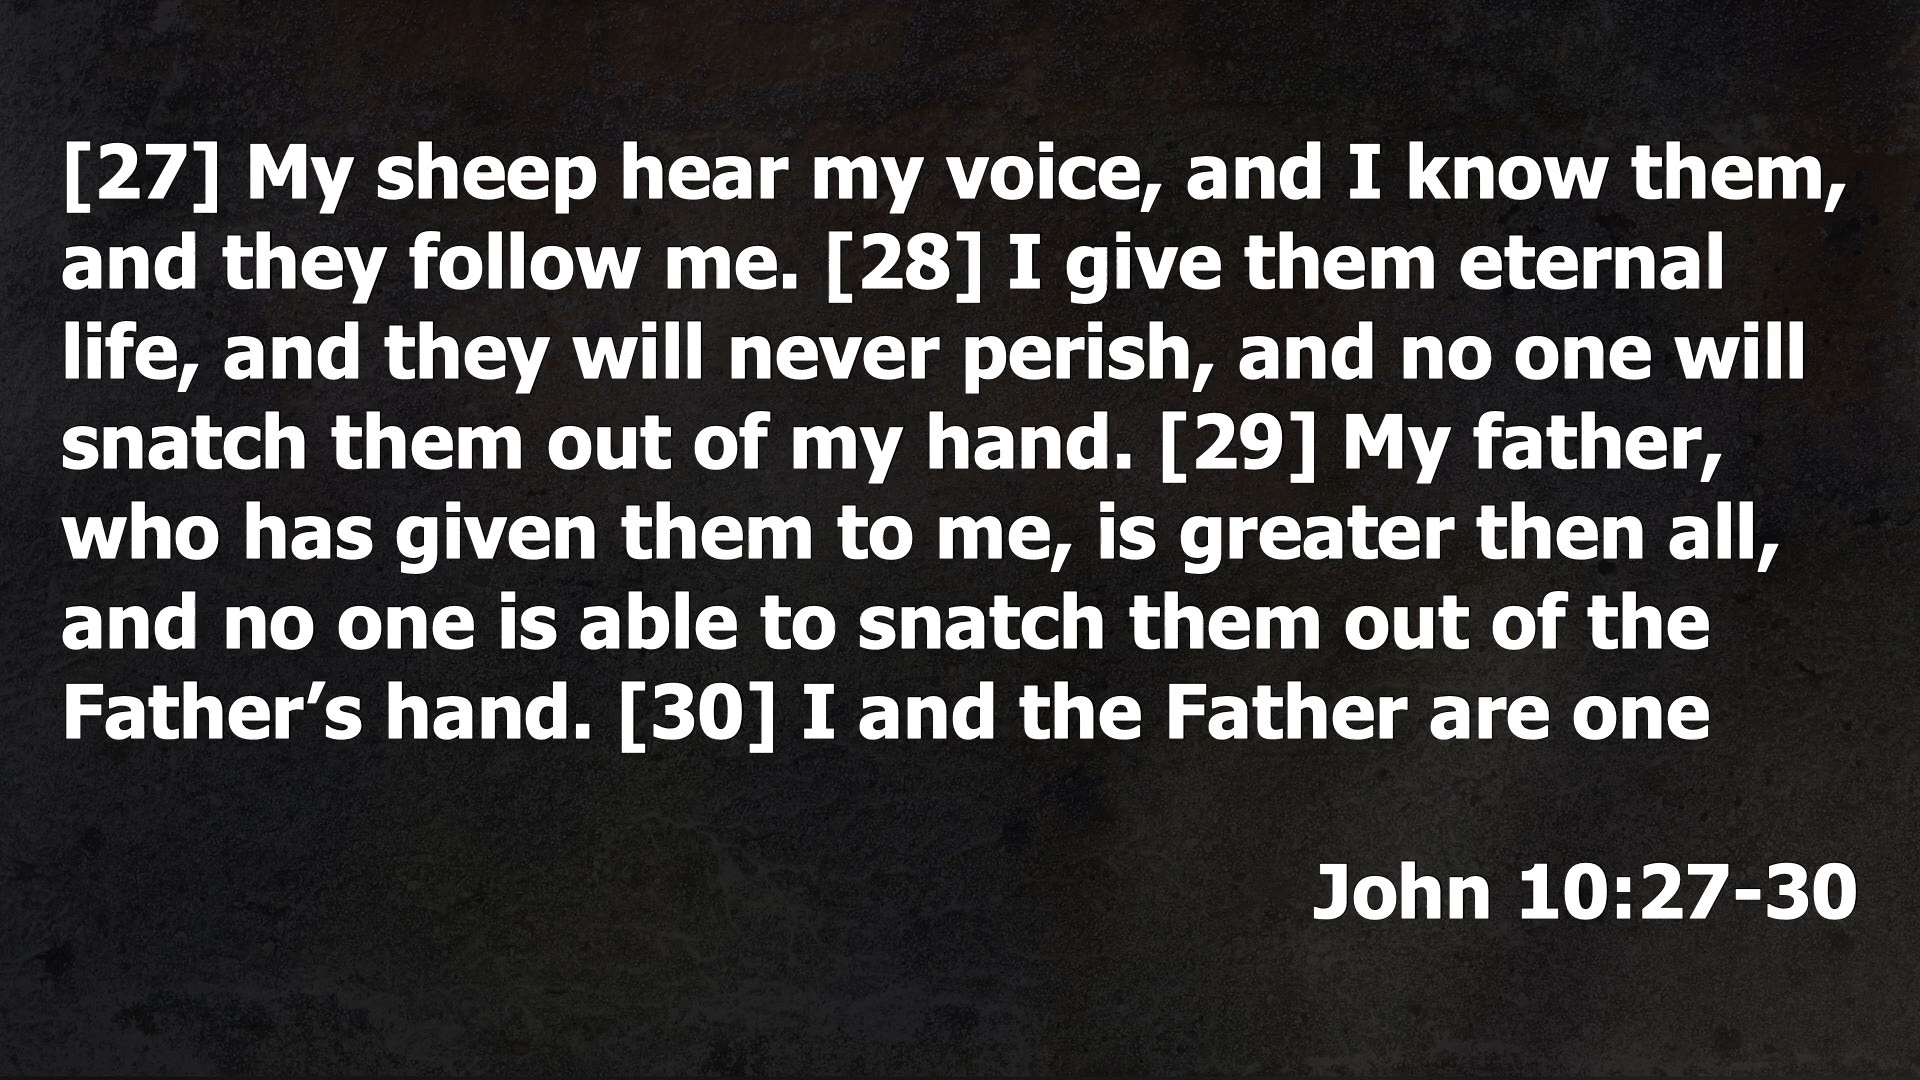 [27] My sheep hear my voice, and I know them,
and they follow me. [28] I give them eternal
life, and they will never perish, and no one will
snatch them out of my hand. [29] My father,
who has given them to me, is greater then all,
and no one is able to snatch them out of the
Father’s hand. [30] I and the Father are one
John 10:27-30